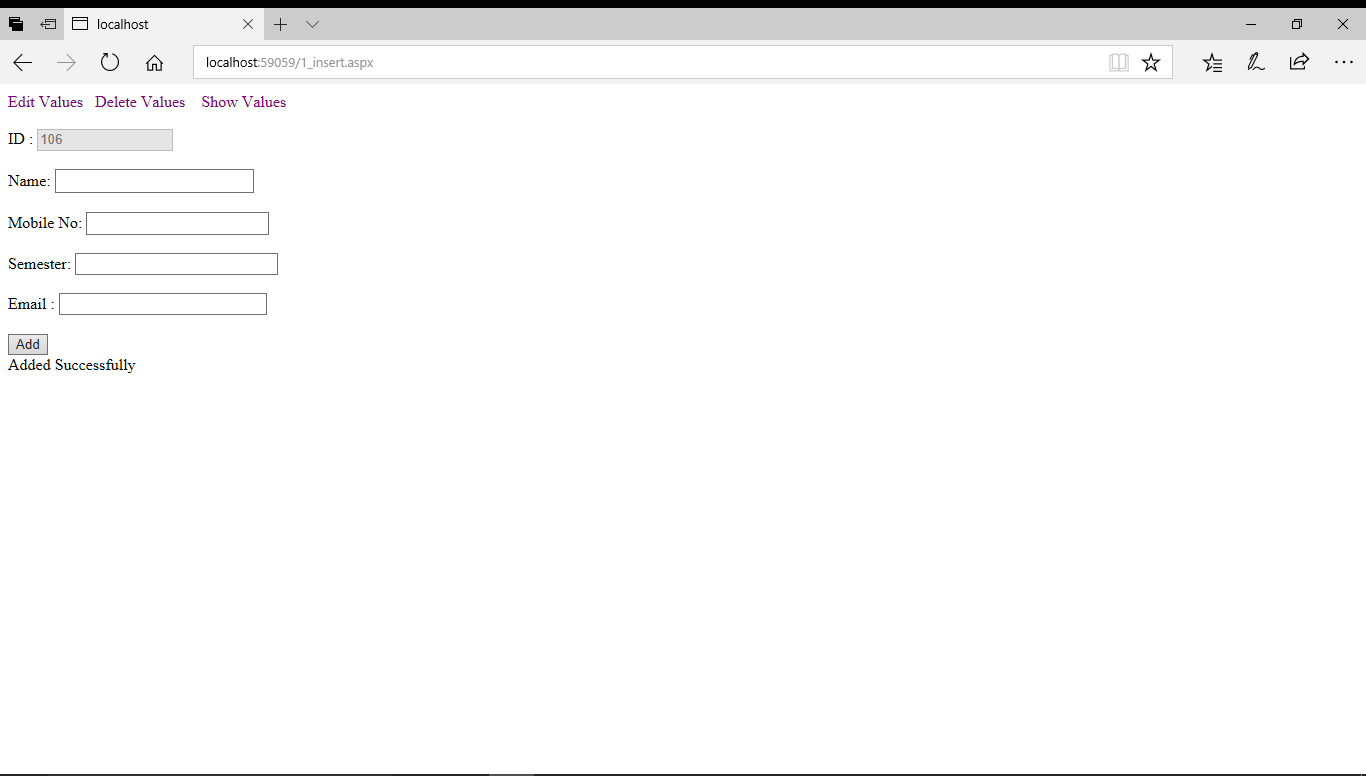 localhost
localhost:59059/1_insert.aspx
Edit Values Delete Values Show Values
ID : 106
Name:
Mobile No:
Semester:
Email :
Add
Added Successfully